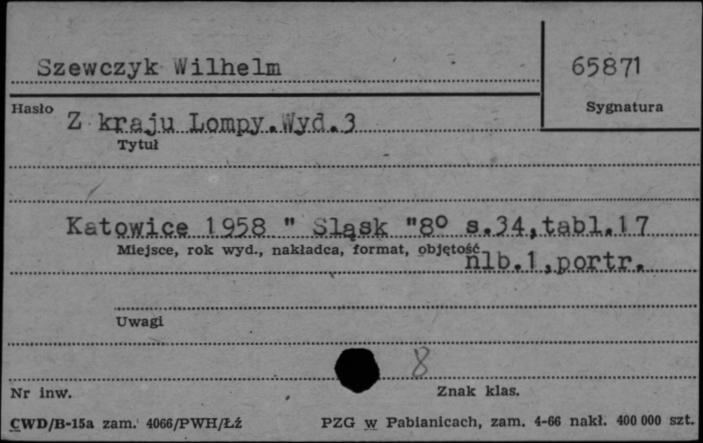 Szewczyk Wilhelm
65871
Hasło
Sygnatura
Z kraju Lompy.Wyd.3
Tytuł
Katowice 1958 " Sląsk "8º s.34,tabl.17
Miejsce, rok wyd., nakładca, format, objętość
nlb.1,portr.
Uwagi
8
Nr inw.
Znak klas.
CWD/B-15a zam. 4066/PWH/Łź
PZG w Pabianicach, zam. 4-66 nakł. 400 000 szt.